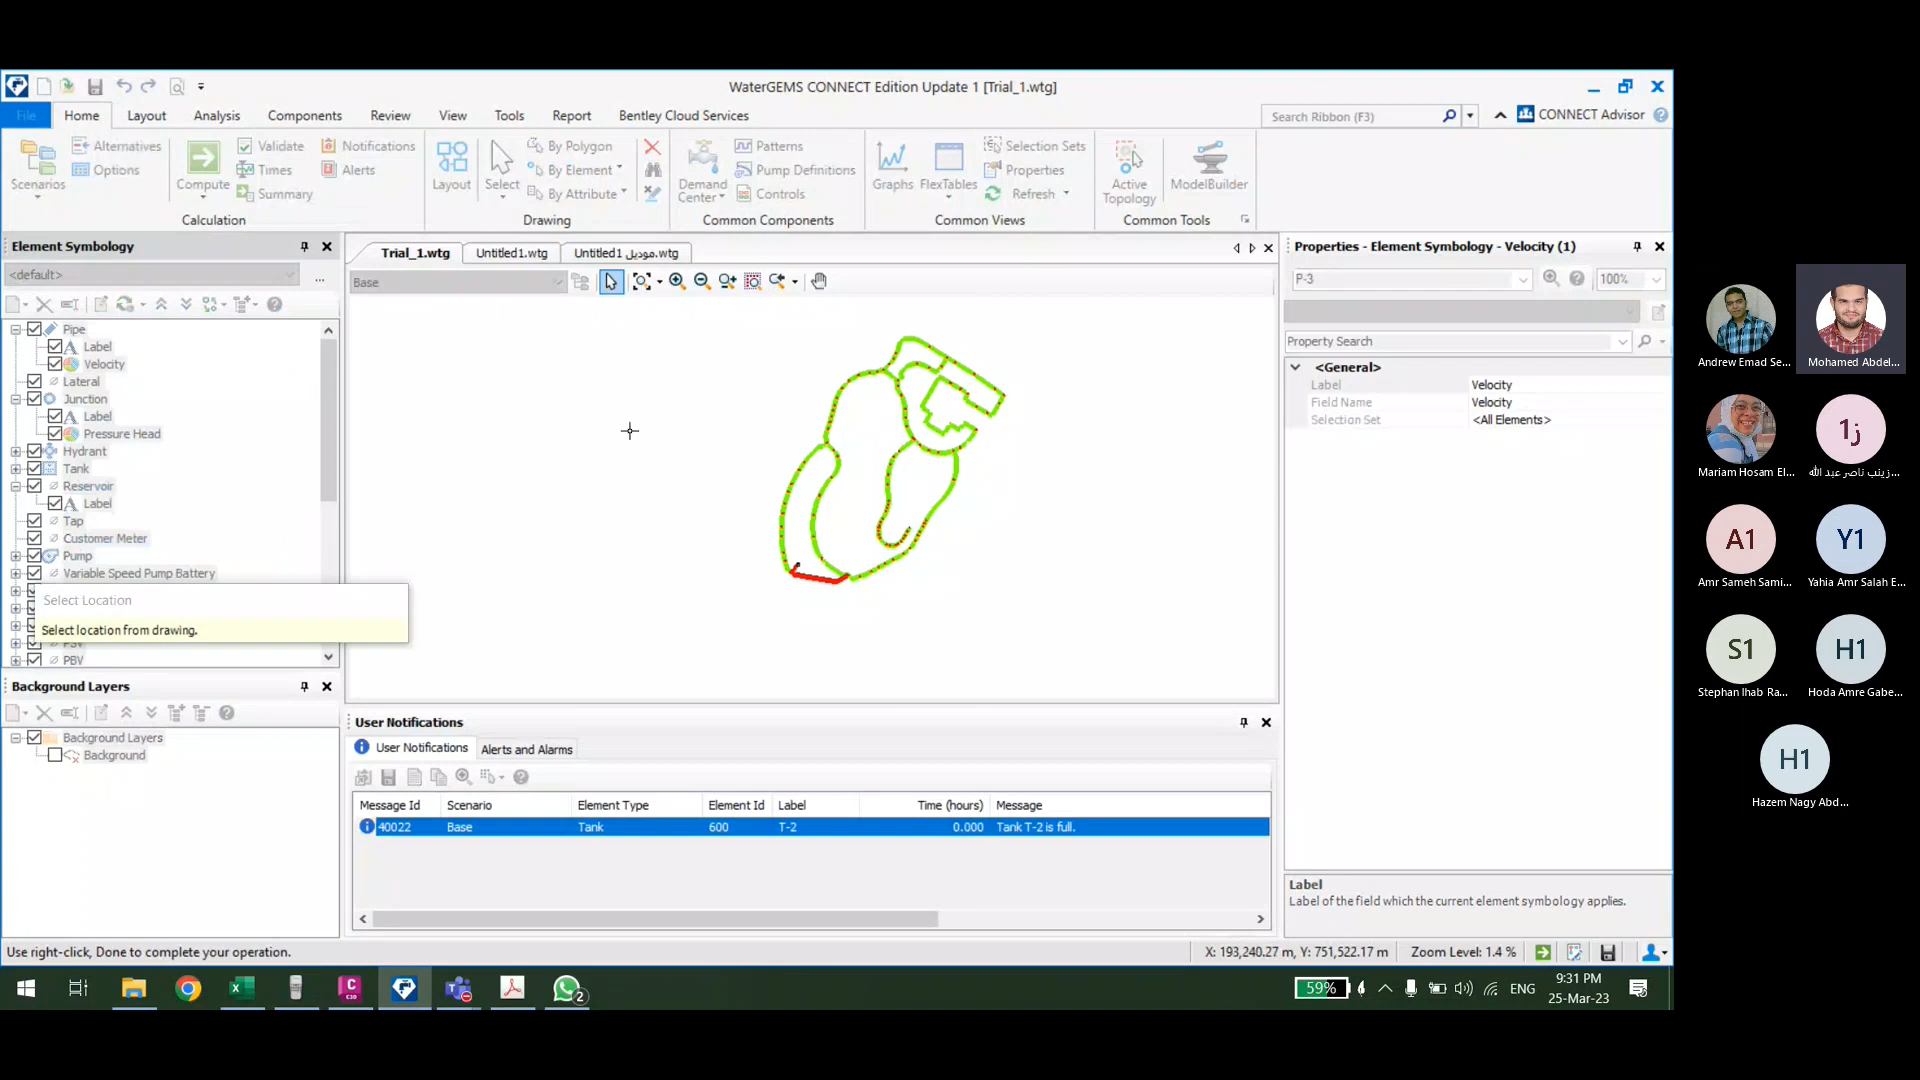 WaterGEMS CONNECT Edition Update 1 [Trial_1.wtg]
File Home Layout Analysis Components Review View Tools Report Bentley Cloud Services
Search Ribbon (F3) CONNECT Advisor
Scenarios Alternatives Options Compute Validate Times Summary Notifications Alerts
Calculation
Layout Select By Polygon By Element By Attribute
Drawing
Demand Center Patterns Pump Definitions Controls
Common Components
Graphs FlexTables Selection Sets Properties Refresh
Common Views
Active Topology ModelBuilder
Common Tools
Element Symbology
<default>
...
Pipe
Label
Velocity
Lateral
Junction
Label
Pressure Head
Hydrant
Tank
Reservoir
Label
Tap
Customer Meter
Pump
Variable Speed Pump Battery
Select Location
Select location from drawing.
PSV
PBV
Background Layers
Background Layers
Background
Trial_1.wtg Untitled1.wtg Untitled1 موديل.wtg
Base
User Notifications
User Notifications Alerts and Alarms
Message Id Scenario Element Type Element Id Label Time (hours) Message
40022 Base Tank 600 T-2 0.000 Tank T-2 is full.
Properties - Element Symbology - Velocity (1)
P-3 100%
Property Search
<General>
Label Velocity
Field Name Velocity
Selection Set <All Elements>
Label
Label of the field which the current element symbology applies.
Use right-click, Done to complete your operation.
X: 193,240.27 m, Y: 751,522.17 m Zoom Level: 1.4 %
C
C3D
2
59% ENG 9:31 PM
25-Mar-23
Andrew Emad Se...
Mohamed Abdel...
Mariam Hosam El...
ز1
زينب ناصر عبد الله...
A1
Amr Sameh Sami...
Y1
Yahia Amr Salah E...
S1
Stephan Ihab Ra...
H1
Hoda Amre Gabe...
H1
Hazem Nagy Abd...